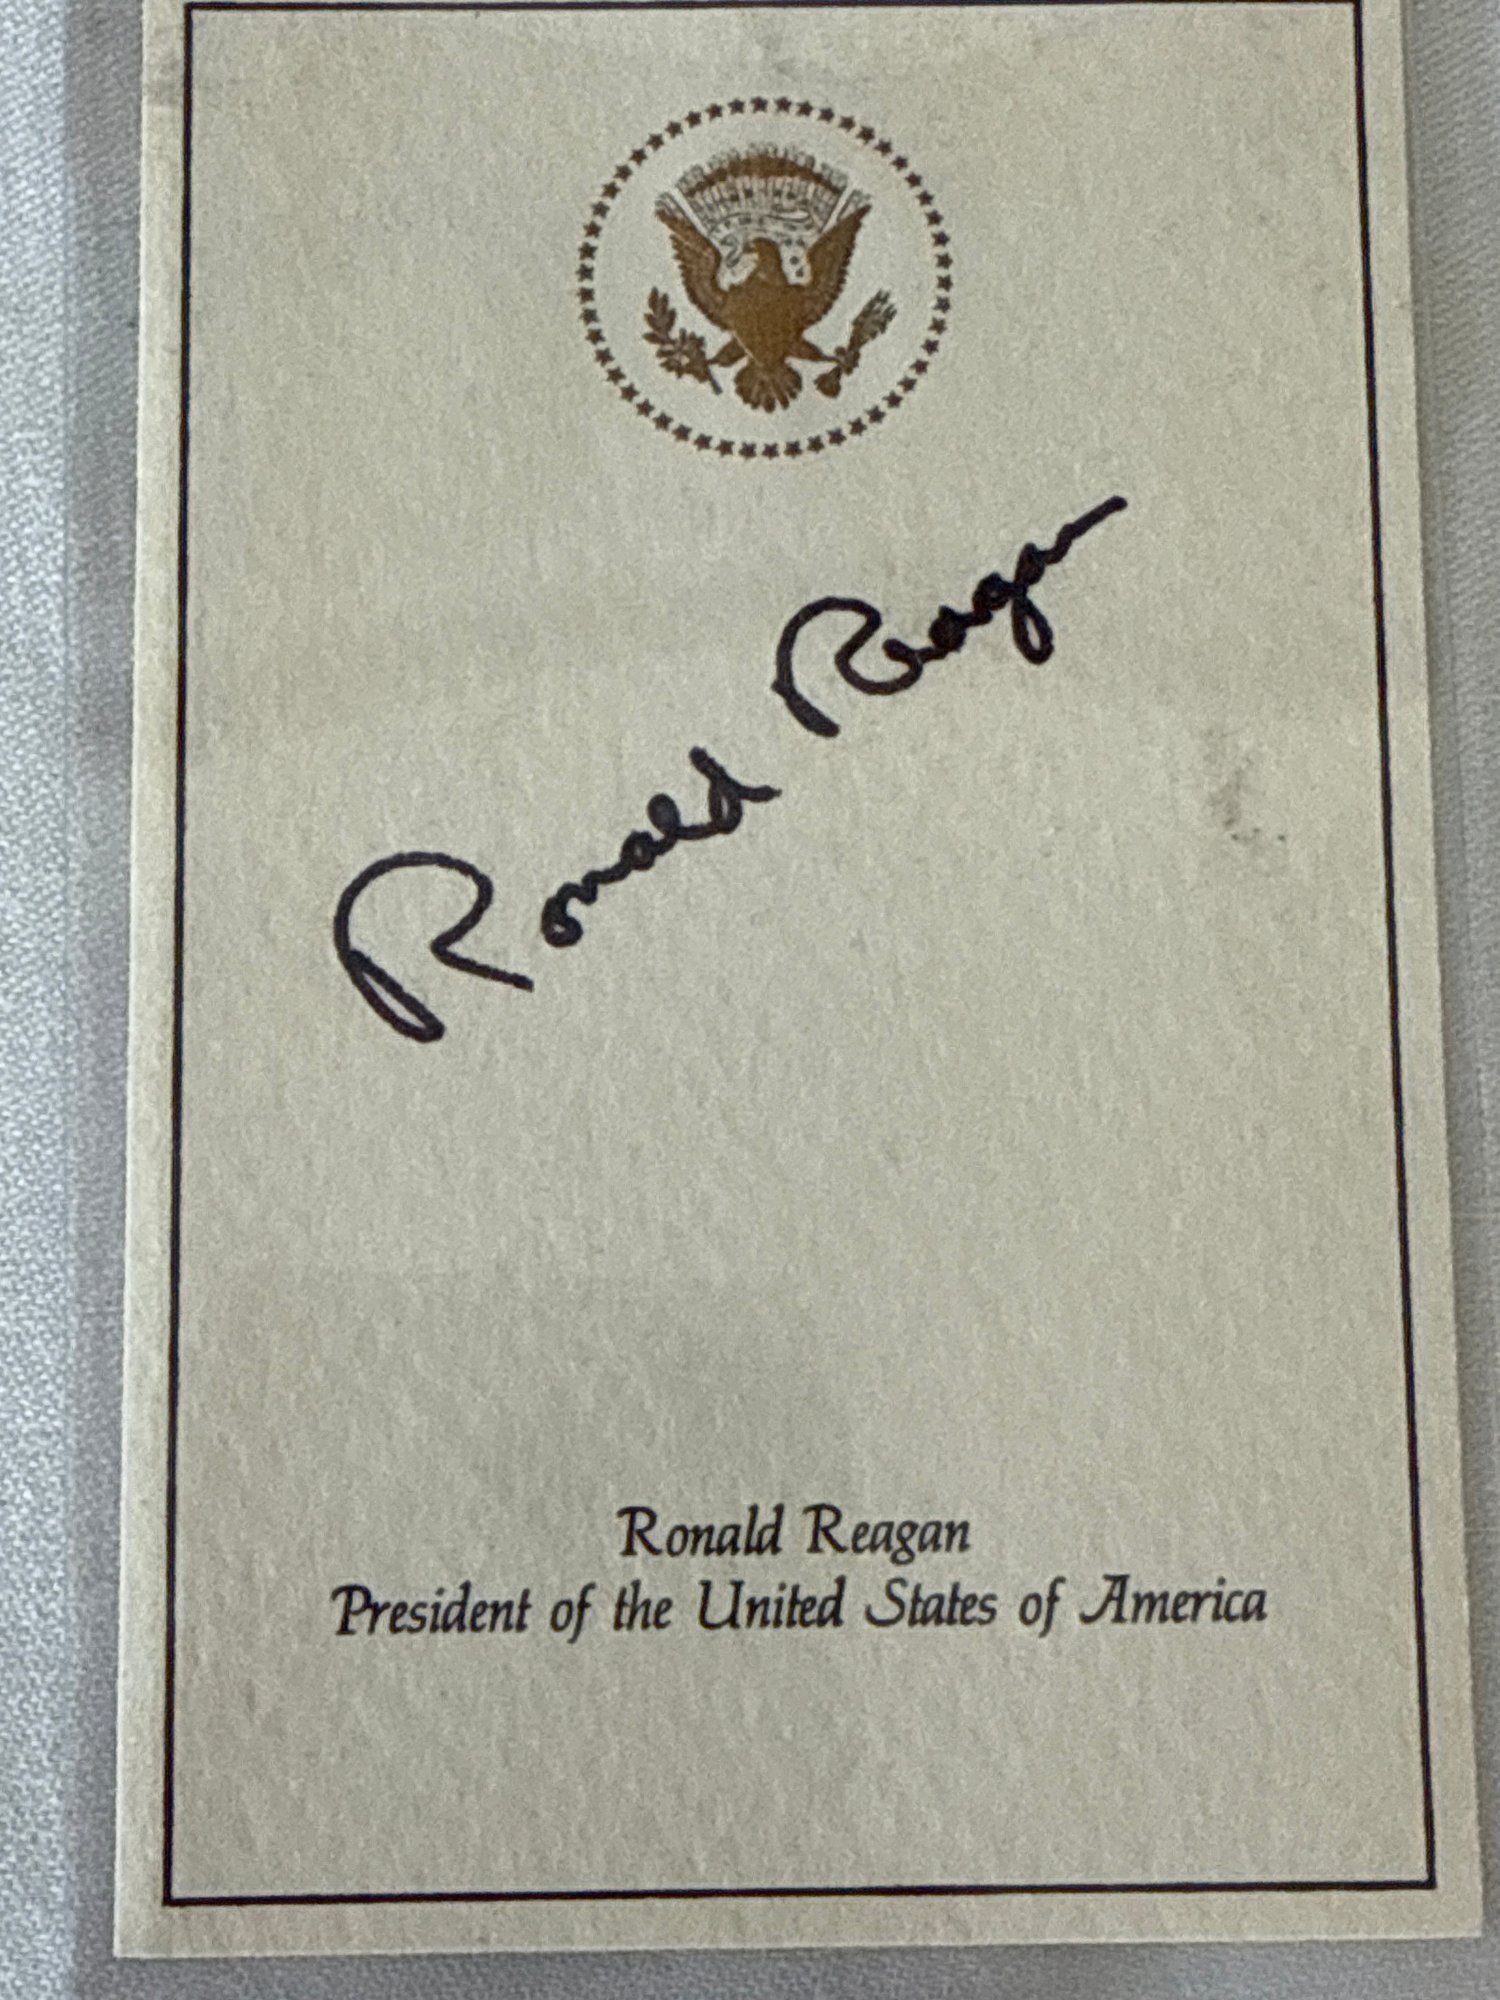 Ronald Reagan
Ronald Reagan
President of the United States of America